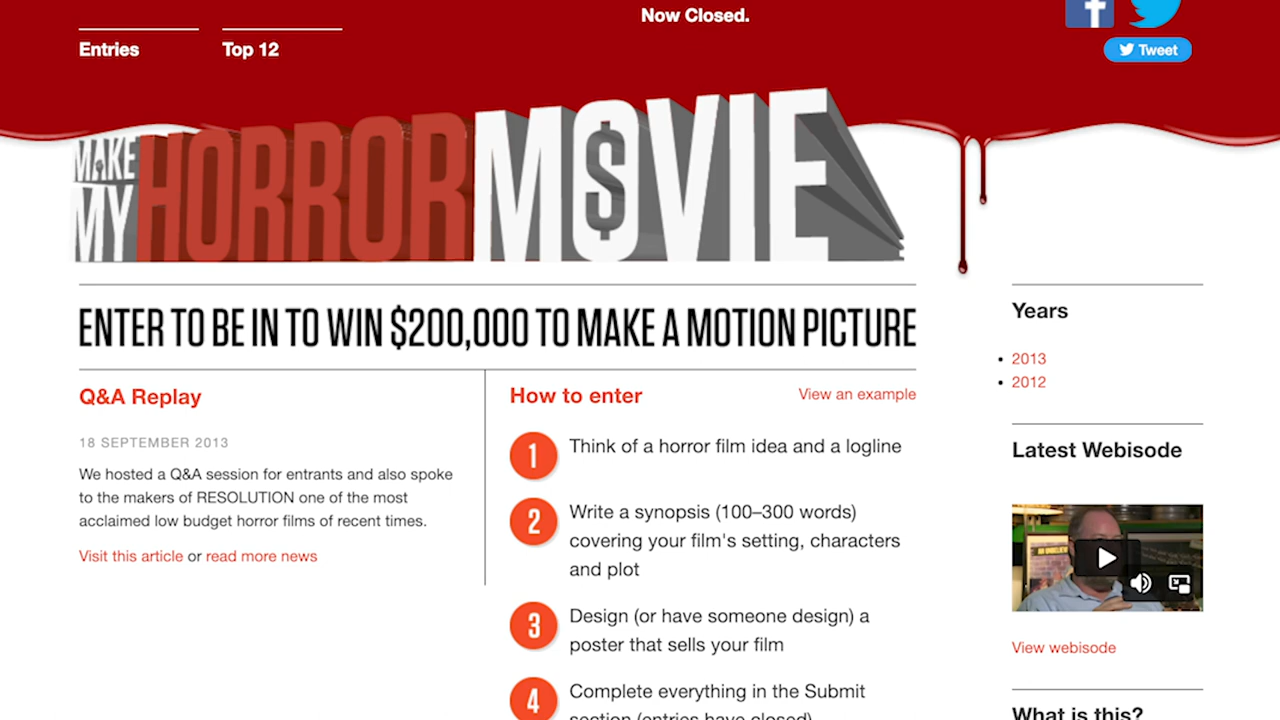 Now Closed.
Entries
Top 12
Tweet
MAKE
MY
HORROR
M$VIE
ENTER TO BE IN TO WIN $200,000 TO MAKE A MOTION PICTURE
Q&A Replay
18 SEPTEMBER 2013
We hosted a Q&A session for entrants and also spoke
to the makers of RESOLUTION one of the most
acclaimed low budget horror films of recent times.
Visit this article or read more news
How to enter
View an example
1
Think of a horror film idea and a logline
2
Write a synopsis (100–300 words)
covering your film's setting, characters
and plot
3
Design (or have someone design) a
poster that sells your film
4
Complete everything in the Submit
section (entries have closed)
Years
• 2013
• 2012
Latest Webisode
View webisode
What is this?